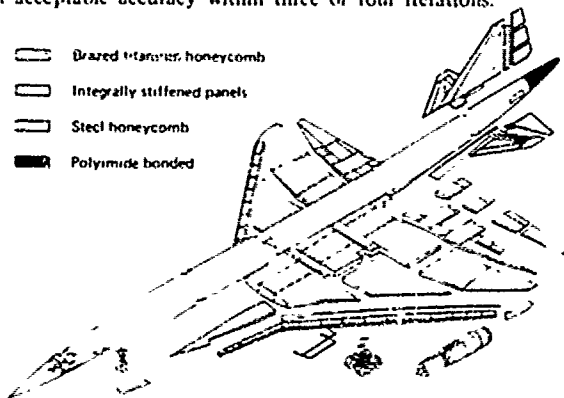 acceptable accuracy within three or four iterations.
Brazed titanium honeycomb
Integrally stiffened panels
Steel honeycomb
Polyimide bonded